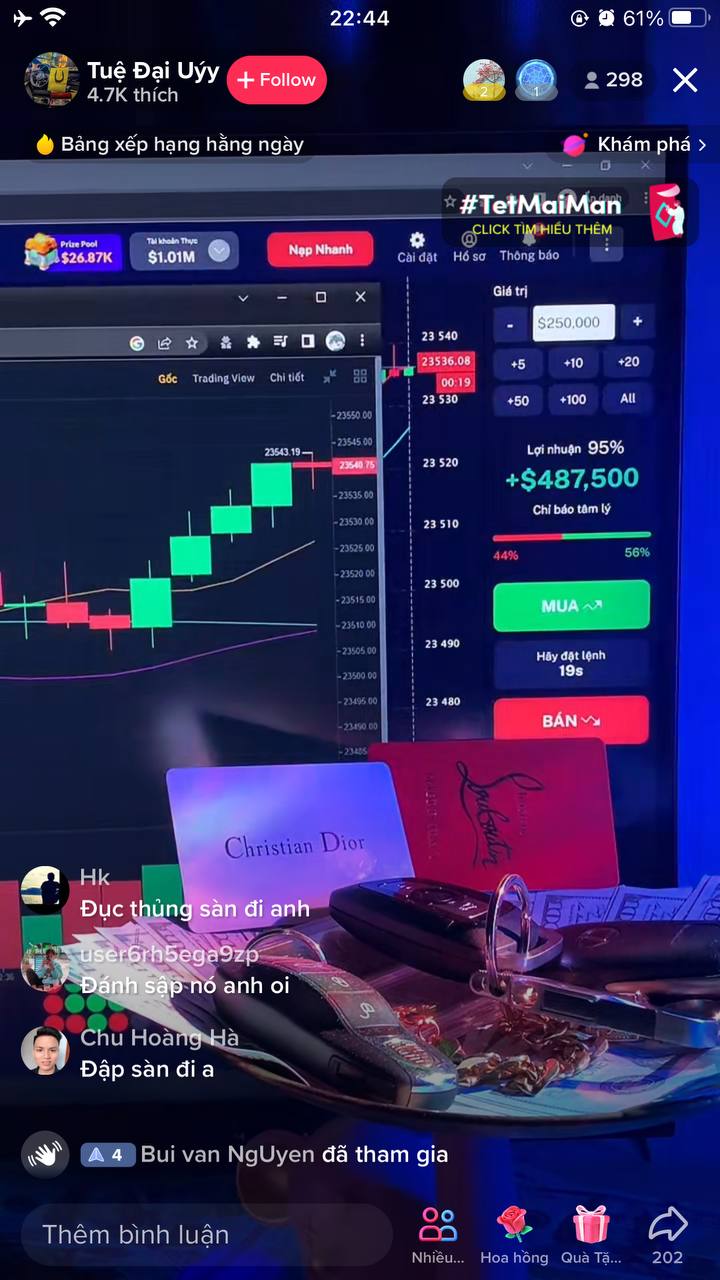 22:44
61%
Tuệ Đại Uýy
4.7K thích
+ Follow
2
1
298
Bảng xếp hạng hằng ngày
Khám phá >
#TetMaiMan
CLICK TÌM HIỂU THÊM
Prize Pool
$26.87K
Tài khoản Thực
$1.01M
Nạp Nhanh
Cài đặt
Hồ sơ
Thông báo
Giá trị
- $250,000 +
+5 +10 +20
+50 +100 All
Lợi nhuận 95%
+$487,500
Chỉ báo tâm lý
44% 56%
MUA
Hãy đặt lệnh
19s
BÁN
23 540
23536.08
00:19
23 530
23 520
23 510
23 500
23 490
23 480
Gốc Trading View Chi tiết
23550.00
23545.00
23543.19
23540.75
23535.00
23530.00
23525.00
23520.00
23515.00
23510.00
23505.00
23500.00
23495.00
23490.00
Christian Dior
Louboutin
Hk
Đục thủng sàn đi anh
user6rh5ega9zp
Đánh sập nó anh oi
Chu Hoàng Hà
Đập sàn đi a
4 Bui van NgUyen đã tham gia
Thêm bình luận
Nhiều...
Hoa hồng
Quà Tặ...
202